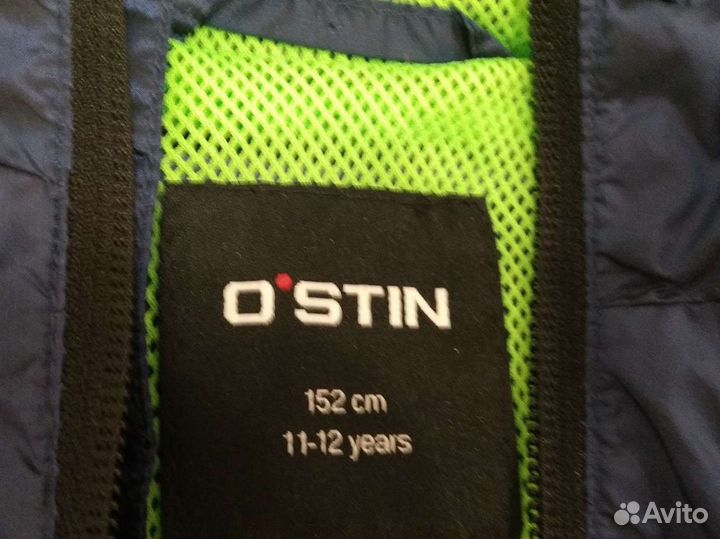 O'STIN
152 cm
11-12 years
Avito